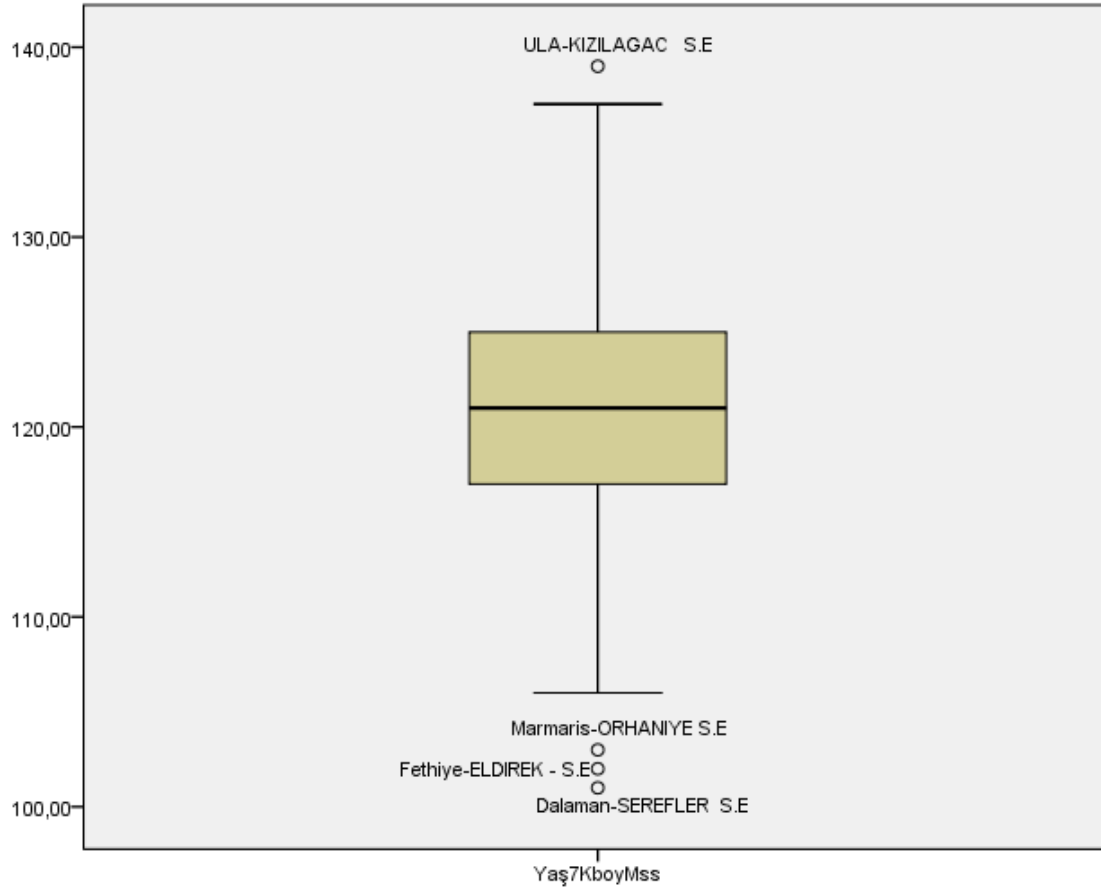 140,00
ULA-KIZILAGAC   S.E
130,00
120,00
110,00
Marmaris-ORHANIYE S.E
Fethiye-ELDIREK - S.E
Dalaman-SEREFLER  S.E
100,00
Yaş7KboyMss